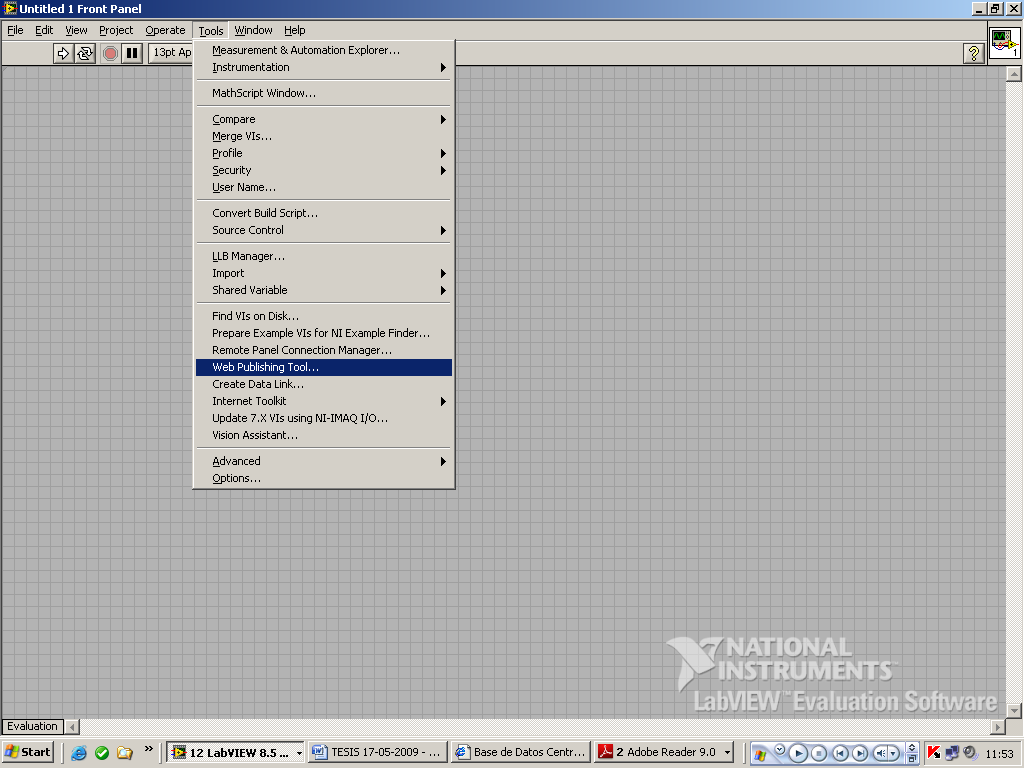 Untitled 1 Front Panel
File Edit View Project Operate Tools Window Help
13pt Ap
?
1
Measurement & Automation Explorer...
Instrumentation
MathScript Window...
Compare
Merge VIs...
Profile
Security
User Name...
Convert Build Script...
Source Control
LLB Manager...
Import
Shared Variable
Find VIs on Disk...
Prepare Example VIs for NI Example Finder...
Remote Panel Connection Manager...
Web Publishing Tool...
Create Data Link...
Internet Toolkit
Update 7.X VIs using NI-IMAQ I/O...
Vision Assistant...
Advanced
Options...
NATIONAL
INSTRUMENTS™
LabVIEW™ Evaluation Software
Evaluation
Start » 12 LabVIEW 8.5 ... TESIS 17-05-2009 - ... Base de Datos Centr... 2 Adobe Reader 9.0 11:53